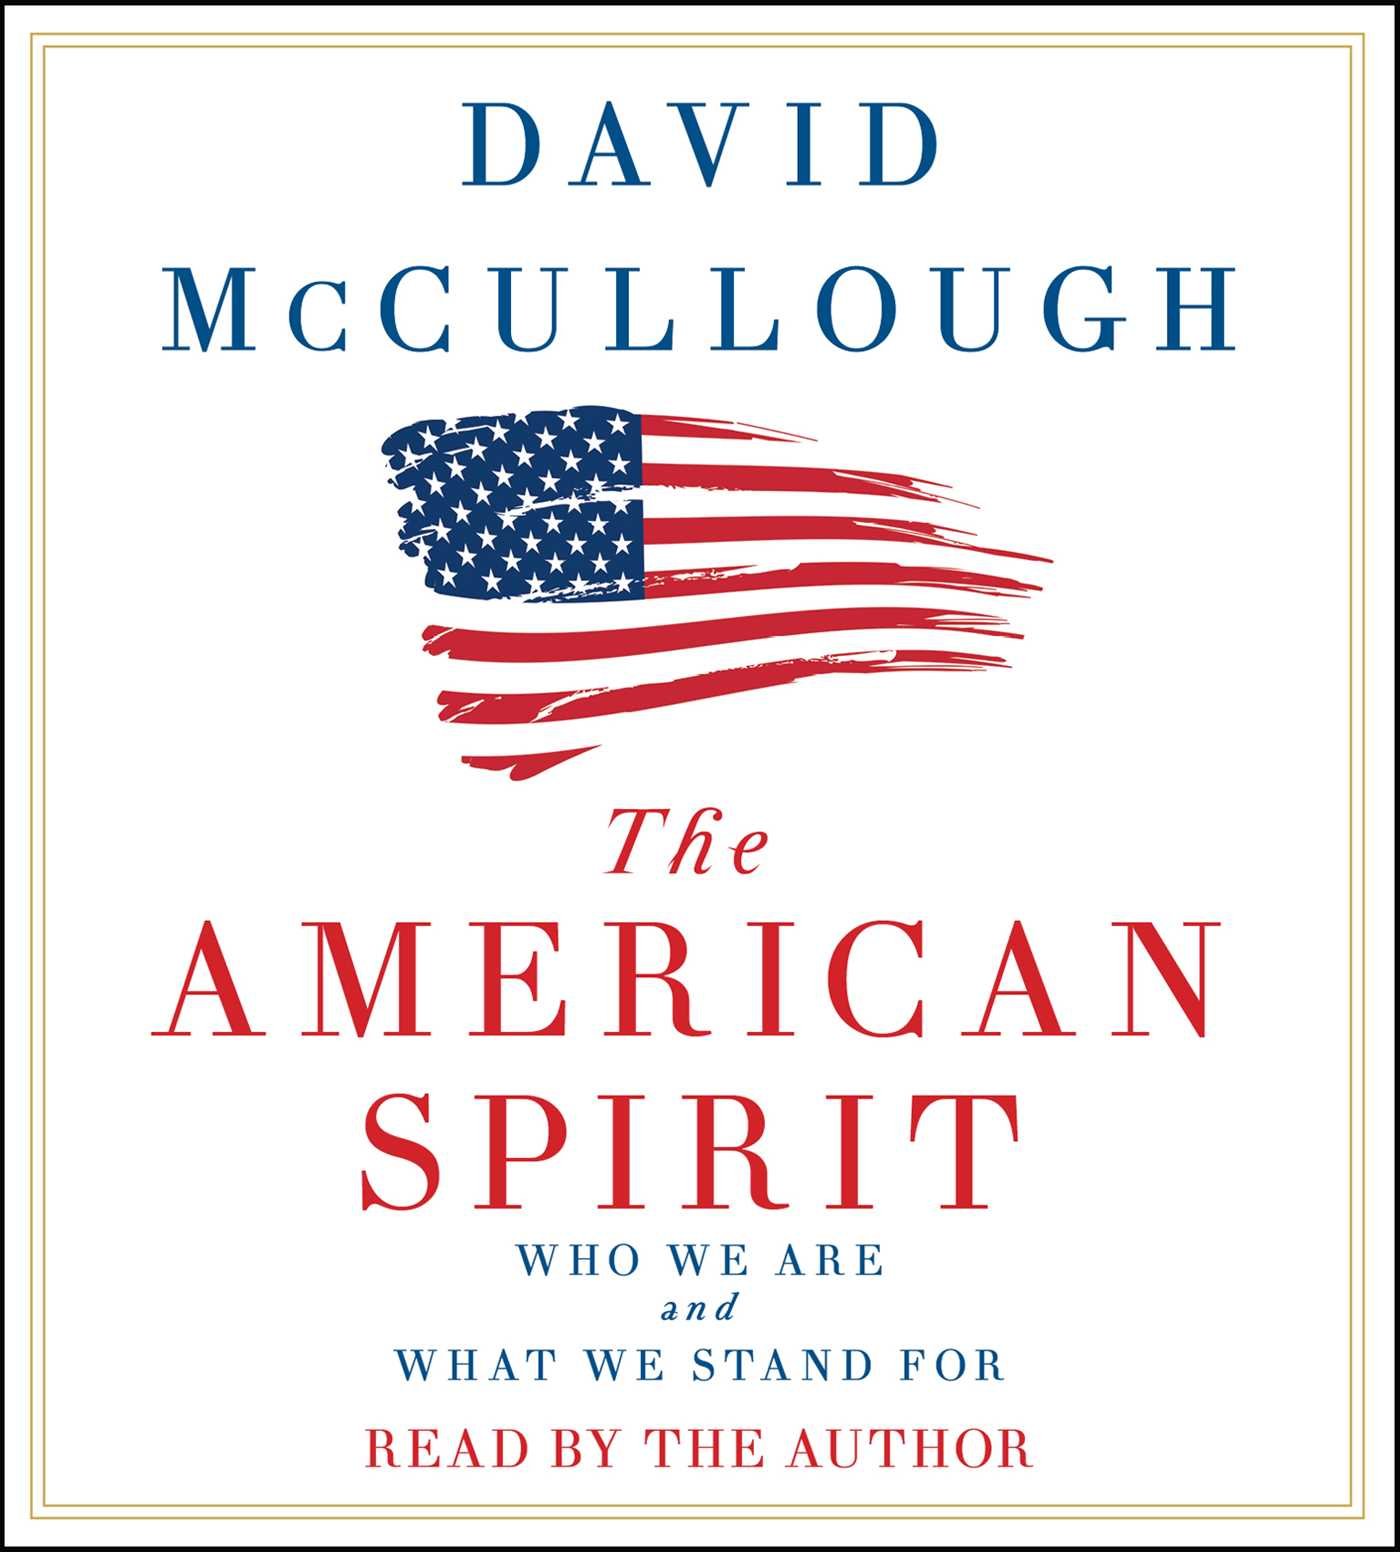 DAVID
McCULLOUGH
The
AMERICAN
SPIRIT
WHO WE ARE
and
WHAT WE STAND FOR
READ BY THE AUTHOR